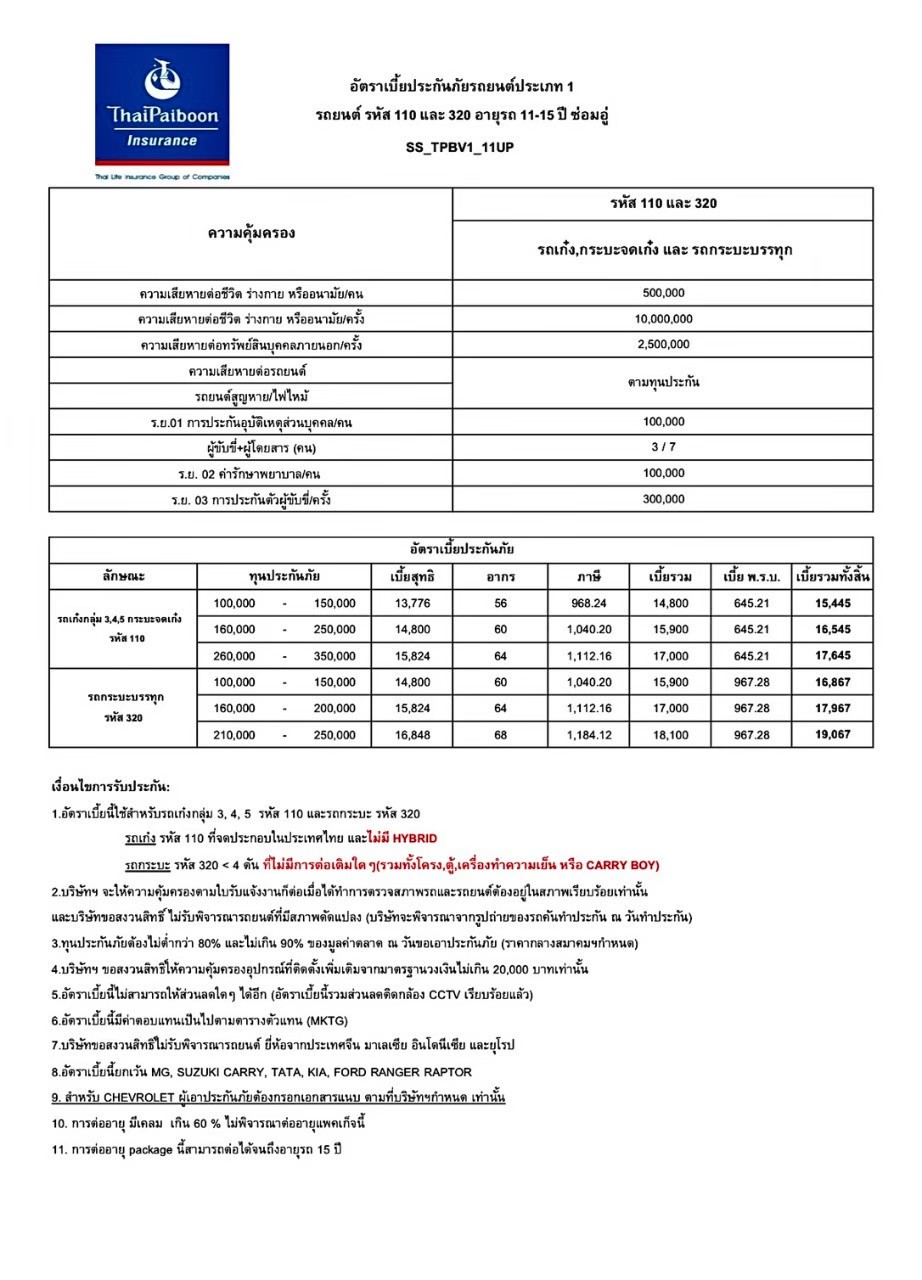 ThaiPaiboon
Insurance
Thai Life Insurance Group of Companies
อัตราเบี้ยประกันภัยรถยนต์ประเภท 1
รถยนต์ รหัส 110 และ 320 อายุรถ 11-15 ปี ซ่อมอู่
SS_TPBV1_11UP
ความคุ้มครอง
รหัส 110 และ 320
รถเก๋ง,กระบะจดเก๋ง และ รถกระบะบรรทุก
ความเสียหายต่อชีวิต ร่างกาย หรืออนามัย/คน 500,000
ความเสียหายต่อชีวิต ร่างกาย หรืออนามัย/ครั้ง 10,000,000
ความเสียหายต่อทรัพย์สินบุคคลภายนอก/ครั้ง 2,500,000
ความเสียหายต่อรถยนต์
ตามทุนประกัน
รถยนต์สูญหาย/ไฟไหม้
ร.ย.01 การประกันอุบัติเหตุส่วนบุคคล/คน 100,000
ผู้ขับขี่+ผู้โดยสาร (คน) 3 / 7
ร.ย. 02 ค่ารักษาพยาบาล/คน 100,000
ร.ย. 03 การประกันตัวผู้ขับขี่/ครั้ง 300,000
อัตราเบี้ยประกันภัย
ลักษณะ ทุนประกันภัย เบี้ยสุทธิ อากร ภาษี เบี้ยรวม เบี้ย พ.ร.บ. เบี้ยรวมทั้งสิ้น
รถเก๋งกลุ่ม 3,4,5 กระบะจดเก๋ง
รหัส 110
100,000 - 150,000 13,776 56 968.24 14,800 645.21 15,445
160,000 - 250,000 14,800 60 1,040.20 15,900 645.21 16,545
260,000 - 350,000 15,824 64 1,112.16 17,000 645.21 17,645
รถกระบะบรรทุก
รหัส 320
100,000 - 150,000 14,800 60 1,040.20 15,900 967.28 16,867
160,000 - 200,000 15,824 64 1,112.16 17,000 967.28 17,967
210,000 - 250,000 16,848 68 1,184.12 18,100 967.28 19,067
เงื่อนไขการรับประกัน:
1.อัตราเบี้ยนี้ใช้สำหรับรถเก๋งกลุ่ม 3, 4, 5 รหัส 110 และรถกระบะ รหัส 320
รถเก๋ง รหัส 110 ที่จดประกอบในประเทศไทย และไม่มี HYBRID
รถกระบะ รหัส 320 < 4 ตัน ที่ไม่มีการต่อเติมใด ๆ(รวมทั้งโครง,ตู้,เครื่องทำความเย็น หรือ CARRY BOY)
2.บริษัทฯ จะให้ความคุ้มครองตามใบรับแจ้งงานก็ต่อเมื่อได้ทำการตรวจสภาพรถและรถยนต์ต้องอยู่ในสภาพเรียบร้อยเท่านั้น
และบริษัทขอสงวนสิทธิ์ ไม่รับพิจารณารถยนต์ที่มีสภาพดัดแปลง (บริษัทจะพิจารณาจากรูปถ่ายของรถคันทำประกัน ณ วันทำประกัน)
3.ทุนประกันภัยต้องไม่ต่ำกว่า 80% และไม่เกิน 90% ของมูลค่าตลาด ณ วันขอเอาประกันภัย (ราคากลางสมาคมฯกำหนด)
4.บริษัทฯ ขอสงวนสิทธิให้ความคุ้มครองอุปกรณ์ที่ติดตั้งเพิ่มเติมจากมาตรฐานวงเงินไม่เกิน 20,000 บาทเท่านั้น
5.อัตราเบี้ยนี้ไม่สามารถให้ส่วนลดใดๆ ได้อีก (อัตราเบี้ยนี้รวมส่วนลดติดกล้อง CCTV เรียบร้อยแล้ว)
6.อัตราเบี้ยนี้มีค่าตอบแทนเป็นไปตามตารางตัวแทน (MKTG)
7.บริษัทขอสงวนสิทธิไม่รับพิจารณารถยนต์ ยี่ห้อจากประเทศจีน มาเลเซีย อินโดนีเซีย และยุโรป
8.อัตราเบี้ยนี้ยกเว้น MG, SUZUKI CARRY, TATA, KIA, FORD RANGER RAPTOR
9. สำหรับ CHEVROLET ผู้เอาประกันภัยต้องกรอกเอกสารแนบ ตามที่บริษัทฯกำหนด เท่านั้น
10. การต่ออายุ มีเคลม เกิน 60 % ไม่พิจารณาต่ออายุแพคเก็จนี้
11. การต่ออายุ package นี้สามารถต่อได้จนถึงอายุรถ 15 ปี